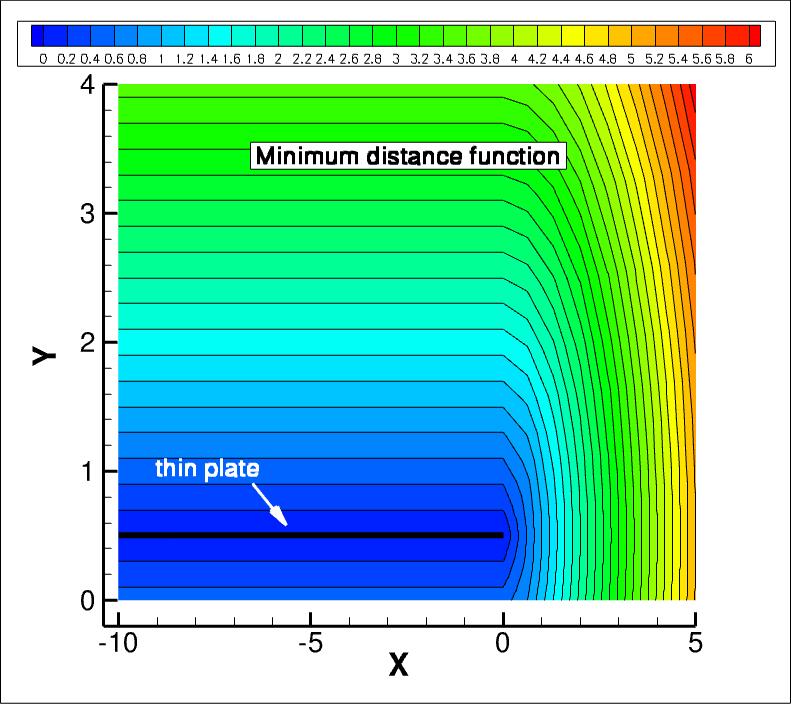 0 0.2 0.4 0.6 0.8 1 1.2 1.4 1.6 1.8 2 2.2 2.4 2.6 2.8 3 3.2 3.4 3.6 3.8 4 4.2 4.4 4.6 4.8 5 5.2 5.4 5.6 5.8 6
4
Minimum distance function
3
2
Y
1
thin plate
0
-10 -5 0 5
X